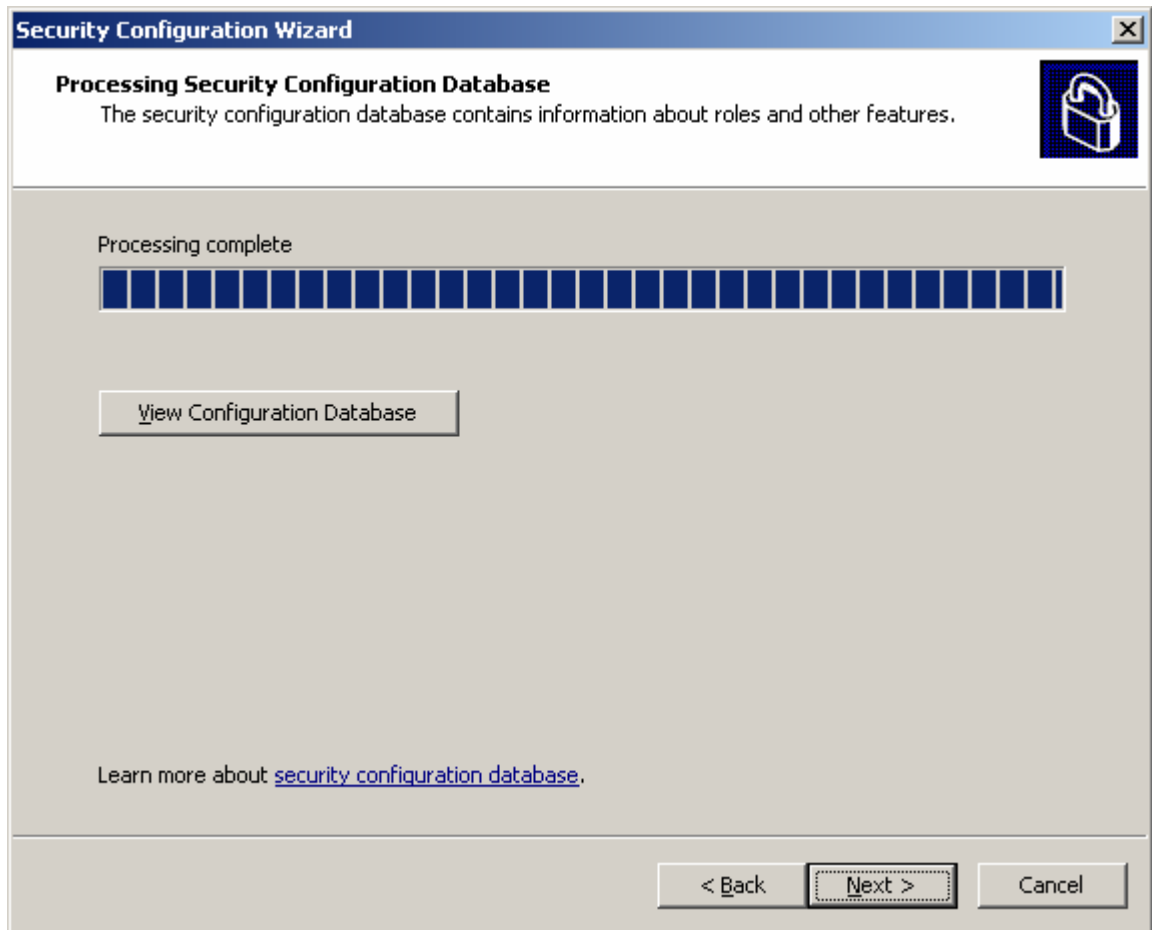 Security Configuration Wizard
Processing Security Configuration Database
The security configuration database contains information about roles and other features.
Processing complete
View Configuration Database
Learn more about security configuration database.
< Back
Next >
Cancel